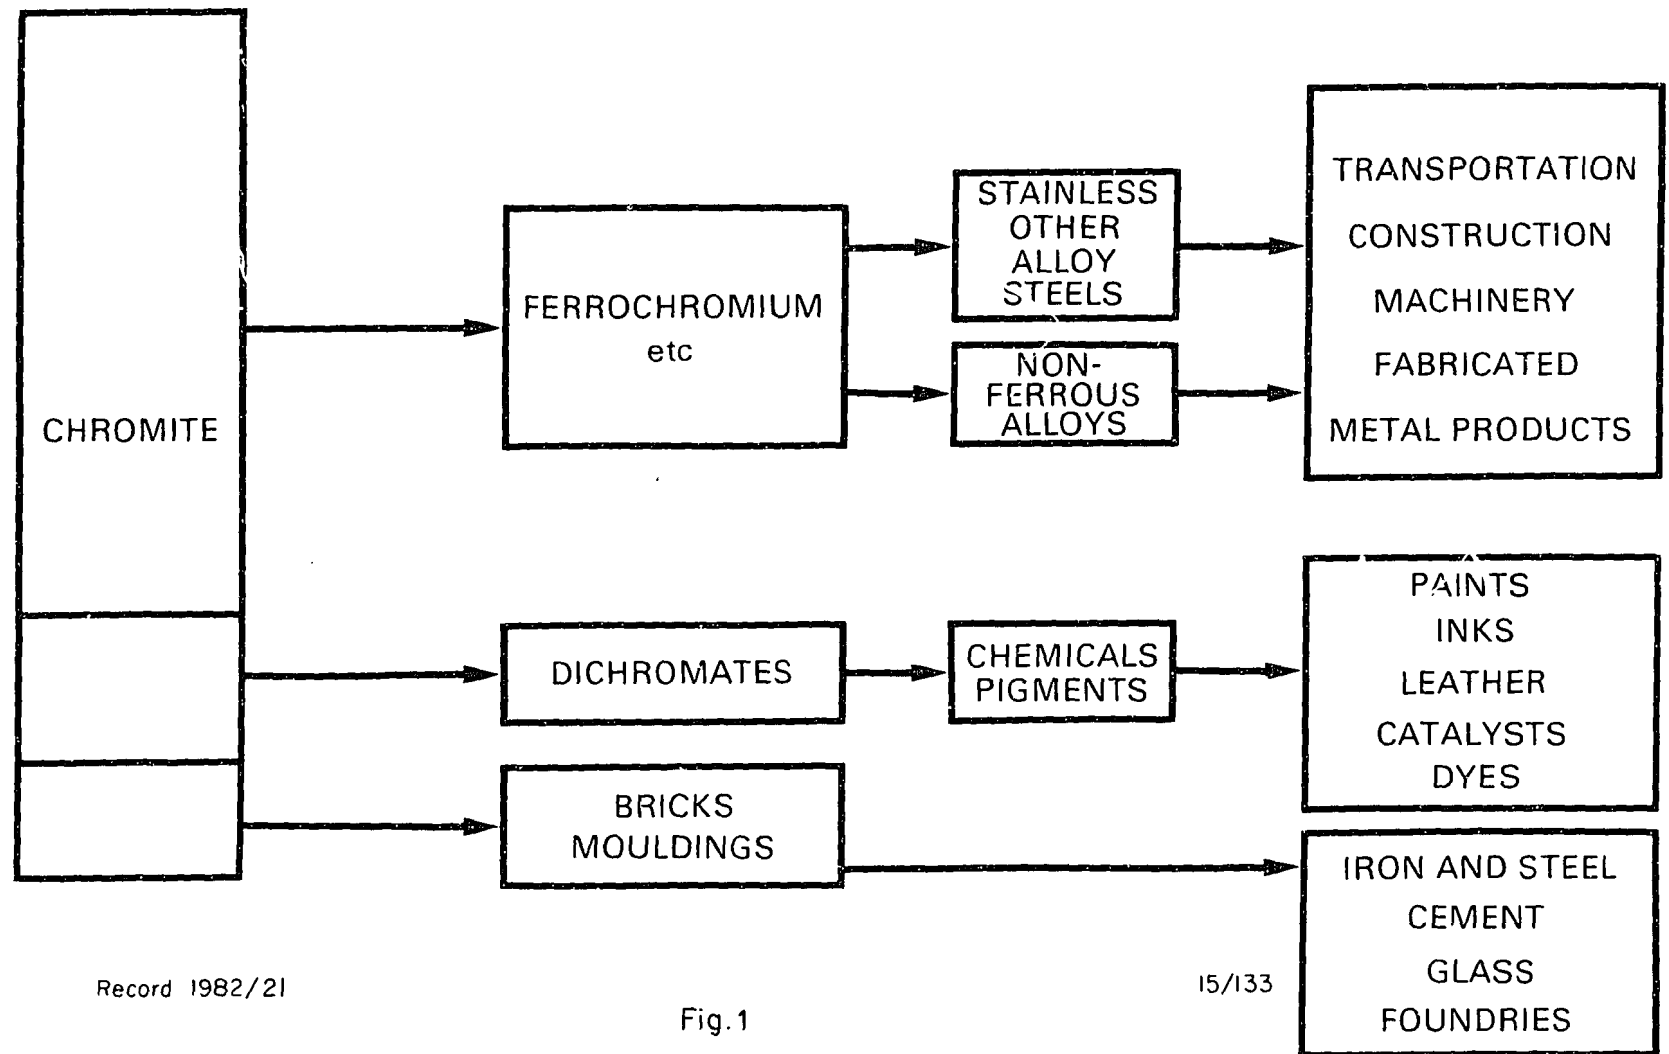 CHROMITE
FERROCHROMIUM
etc
STAINLESS
OTHER
ALLOY
STEELS
NON-
FERROUS
ALLOYS
TRANSPORTATION
CONSTRUCTION
MACHINERY
FABRICATED
METAL PRODUCTS
DICHROMATES
CHEMICALS
PIGMENTS
PAINTS
INKS
LEATHER
CATALYSTS
DYES
BRICKS
MOULDINGS
IRON AND STEEL
CEMENT
GLASS
FOUNDRIES
Record 1982/21
15/133
Fig.1